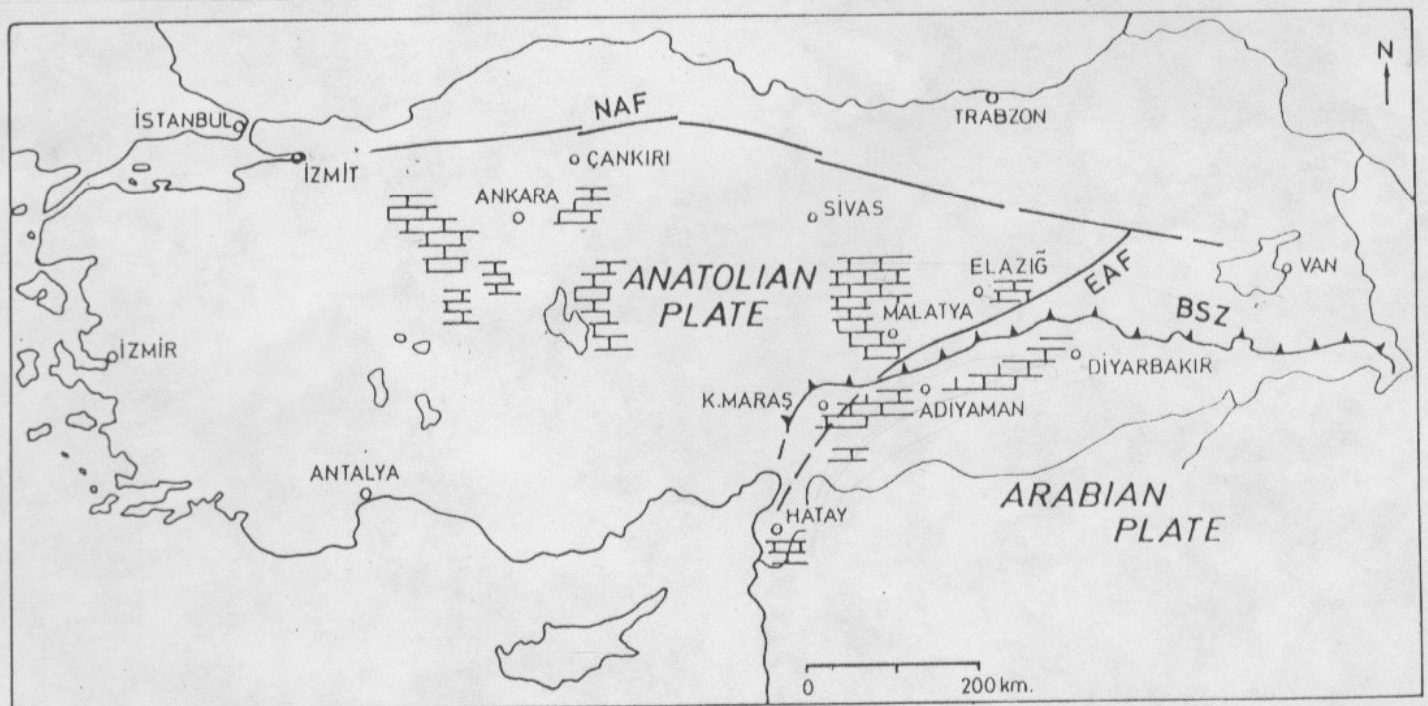 N
NAF
TRABZON
İSTANBUL
İZMİT
ÇANKIRI
ANKARA
SİVAS
ANATOLIAN
PLATE
ELAZIĞ
EAF
VAN
MALATYA
BSZ
İZMİR
DİYARBAKIR
K.MARAŞ
ADIYAMAN
ANTALYA
HATAY
ARABIAN
PLATE
0 200 km.